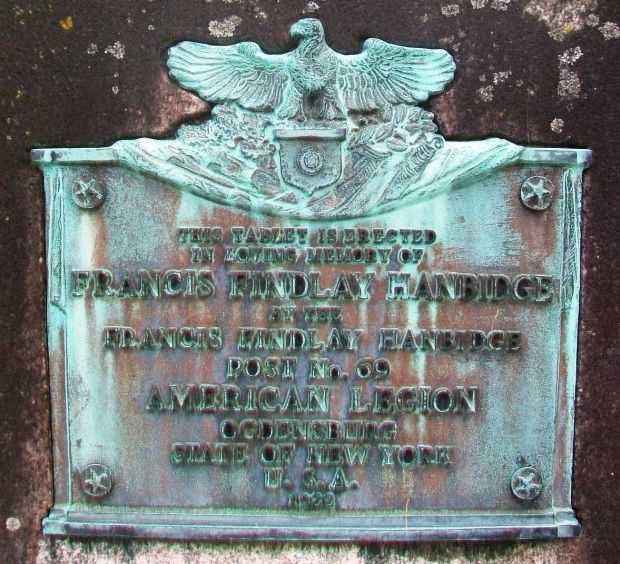 THIS TABLET IS ERECTED
IN LOVING MEMORY OF
FRANCIS FINDLAY HANBIDGE
BY THE
FRANCIS FINDLAY HANBIDGE
POST No. 69
AMERICAN LEGION
OGDENSBURG
STATE OF NEW YORK
U. S. A.